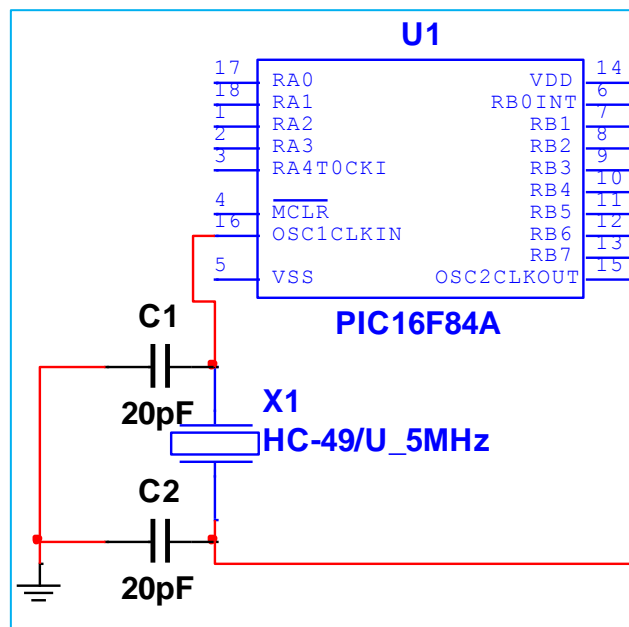 U1
17 RA0 VDD 14
18 RA1 RB0INT 6
1 RA2 RB1 7
2 RA3 RB2 8
3 RA4T0CKI RB3 9
RB4 10
4 MCLR RB5 11
16 OSC1CLKIN RB6 12
RB7 13
5 VSS OSC2CLKOUT 15
PIC16F84A
C1
20pF
X1
HC-49/U_5MHz
C2
20pF